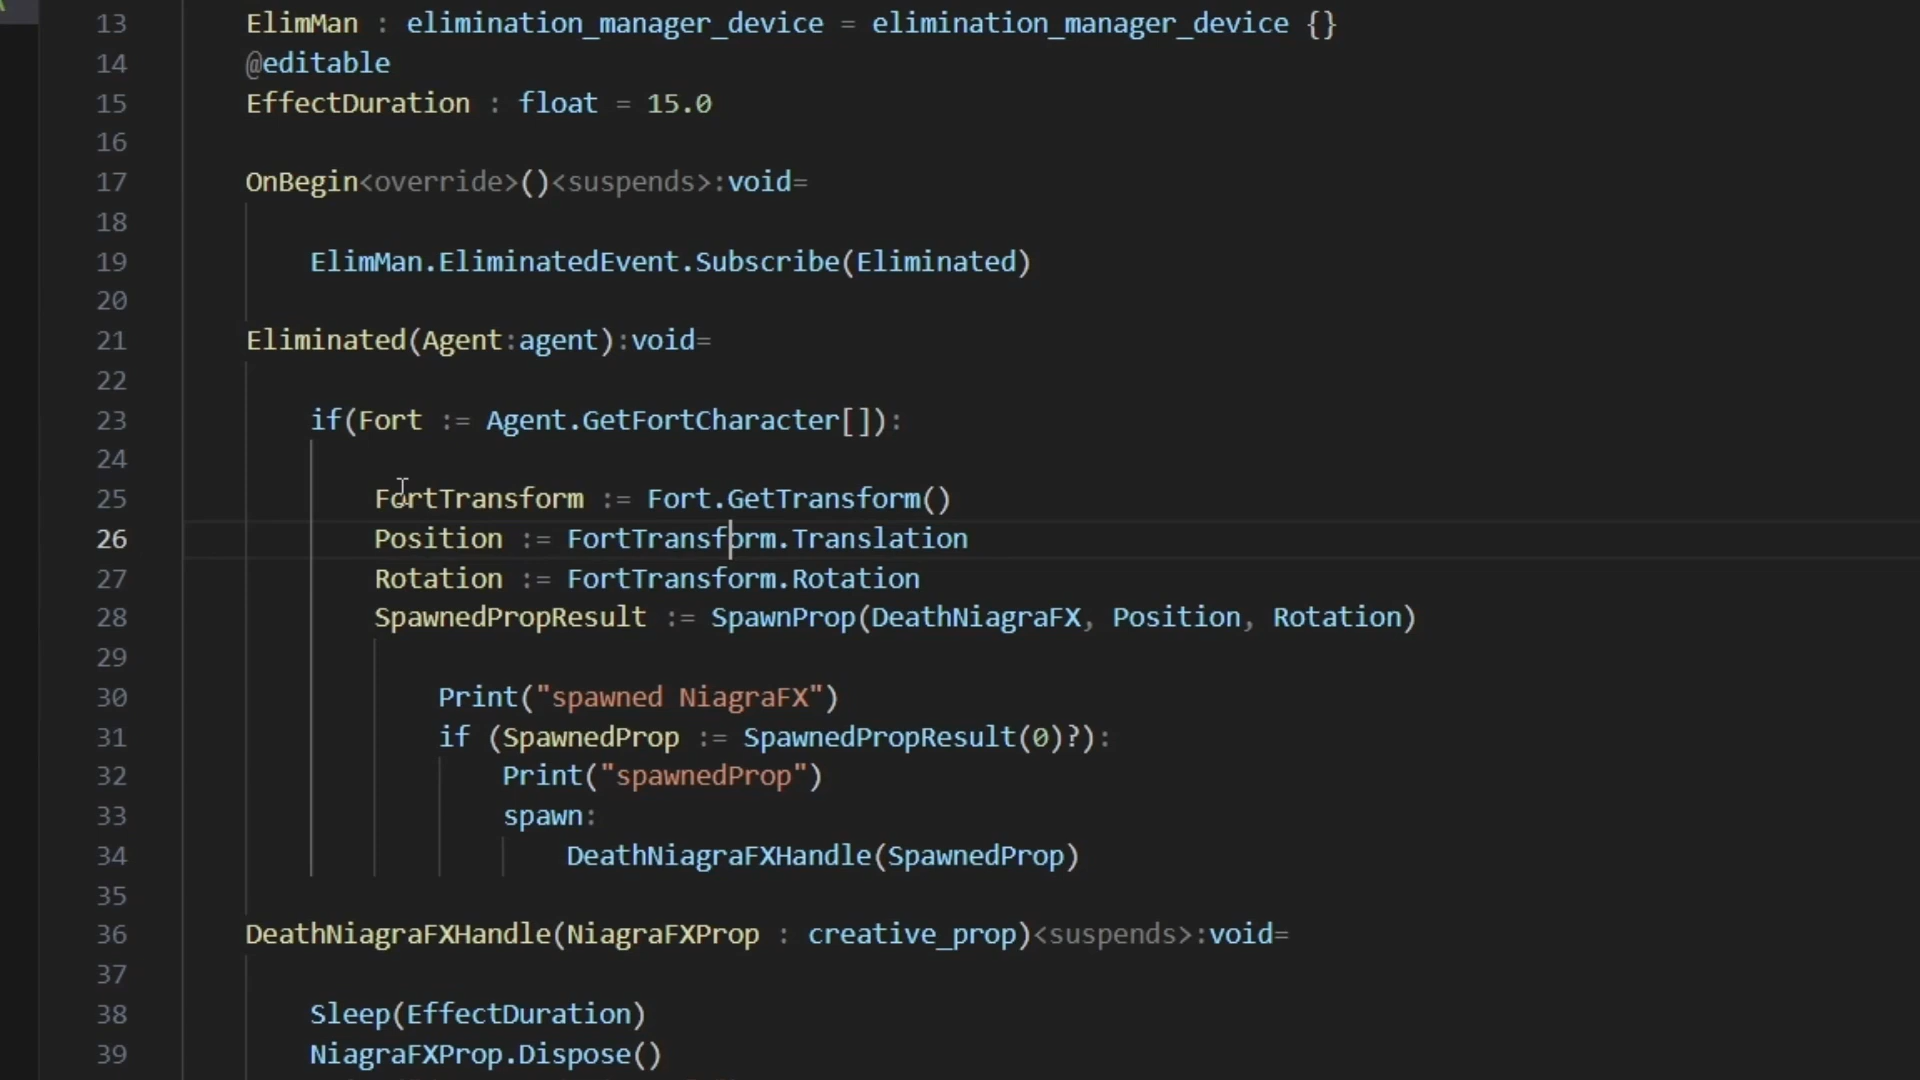 13 ElimMan : elimination_manager_device = elimination_manager_device {}
14 @editable
15 EffectDuration : float = 15.0
16
17 OnBegin<override>()<suspends>:void=
18
19 ElimMan.EliminatedEvent.Subscribe(Eliminated)
20
21 Eliminated(Agent:agent):void=
22
23 if(Fort := Agent.GetFortCharacter[]):
24
25 FortTransform := Fort.GetTransform()
26 Position := FortTransform.Translation
27 Rotation := FortTransform.Rotation
28 SpawnedPropResult := SpawnProp(DeathNiagraFX, Position, Rotation)
29
30 Print("spawned NiagraFX")
31 if (SpawnedProp := SpawnedPropResult(0)?):
32 Print("spawnedProp")
33 spawn:
34 DeathNiagraFXHandle(SpawnedProp)
35
36 DeathNiagraFXHandle(NiagraFXProp : creative_prop)<suspends>:void=
37
38 Sleep(EffectDuration)
39 NiagraFXProp.Dispose()